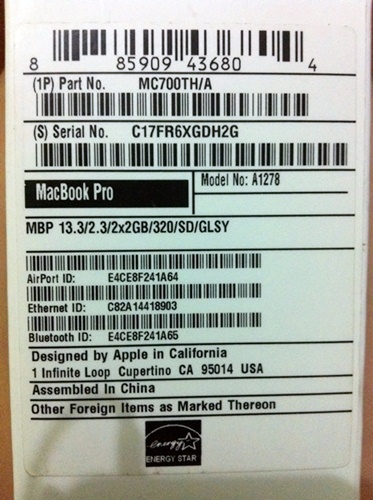 8 85909 43680 4
(1P) Part No. MC700TH/A
(S) Serial No. C17FR6XGDH2G
MacBook Pro
Model No: A1278
MBP 13.3/2.3/2x2GB/320/SD/GLSY
AirPort ID: E4CE8F241A64
Ethernet ID: C82A14418903
Bluetooth ID: E4CE8F241A65
Designed by Apple in California
1 Infinite Loop Cupertino CA 95014 USA
Assembled In China
Other Foreign Items as Marked Thereon
energy
ENERGY STAR